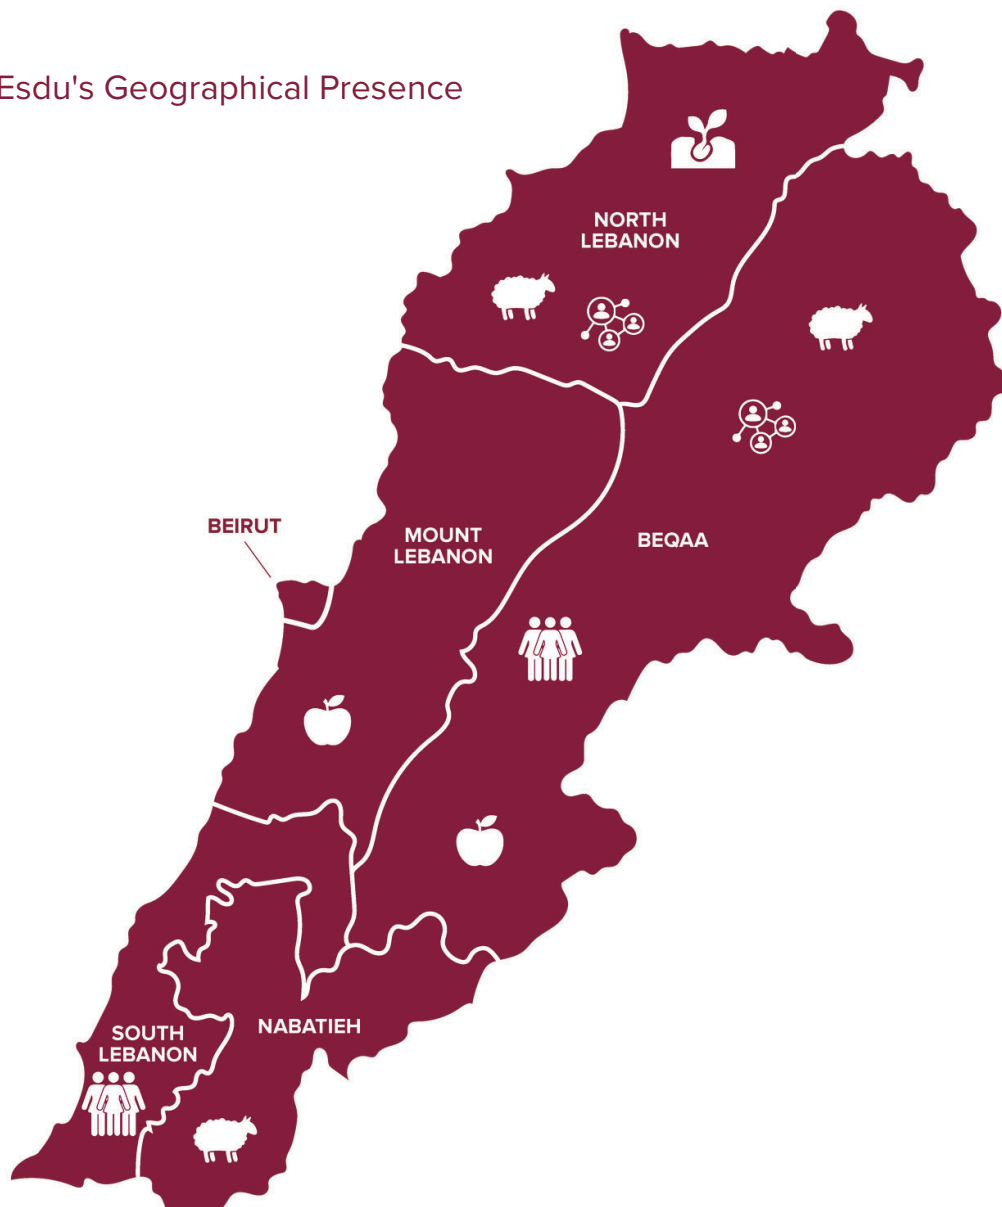 Esdu's Geographical Presence
NORTH
LEBANON
BEIRUT
MOUNT
LEBANON
BEQAA
SOUTH
LEBANON
NABATIEH